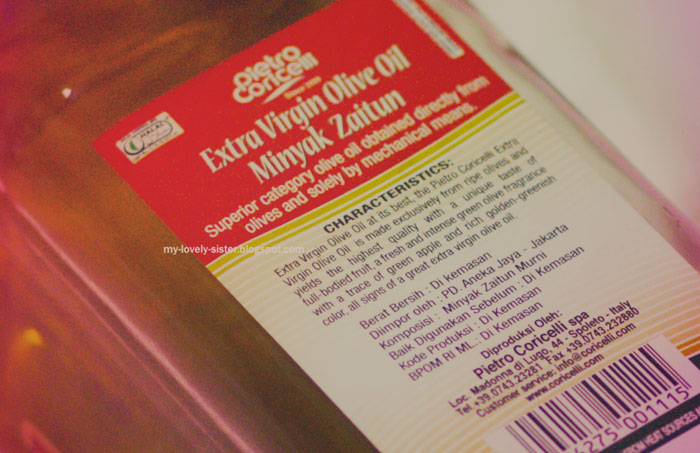 Pietro
Coricelli
HALAL
Extra Virgin Olive Oil
Minyak Zaitun
Superior category olive oil obtained directly from
olives and solely by mechanical means.
CHARACTERISTICS:
Extra Virgin Olive Oil at its best, the Pietro Coricelli Extra
Virgin Olive Oil is made exclusively from ripe olives and
yields the highest quality with a unique taste of
full-bodied fruit, a fresh and intense green olive fragrance
with a trace of green apple and rich golden greenish
color, all signs of a great extra virgin olive oil.
my-lovely-sister.blogspot.com
Berat Bersih : Di kemasan
Diimpor oleh : PD. Aneka Jaya - Jakarta
Komposisi : Minyak Zaitun Murni
Baik Digunakan Sebelum : Di Kemasan
Kode Produksi : Di Kemasan
BPOM RI ML. : Di Kemasan
Diproduksi Oleh:
Pietro Coricelli spa
Loc. Madonna di Lugo, 44 - Spoleto - Italy
Tel +39.0743.23281 Fax +39.0743.232880
Customer service: info@coricelli.com
www.coricelli.com
4275 001115
FROM HEAT SOURCES